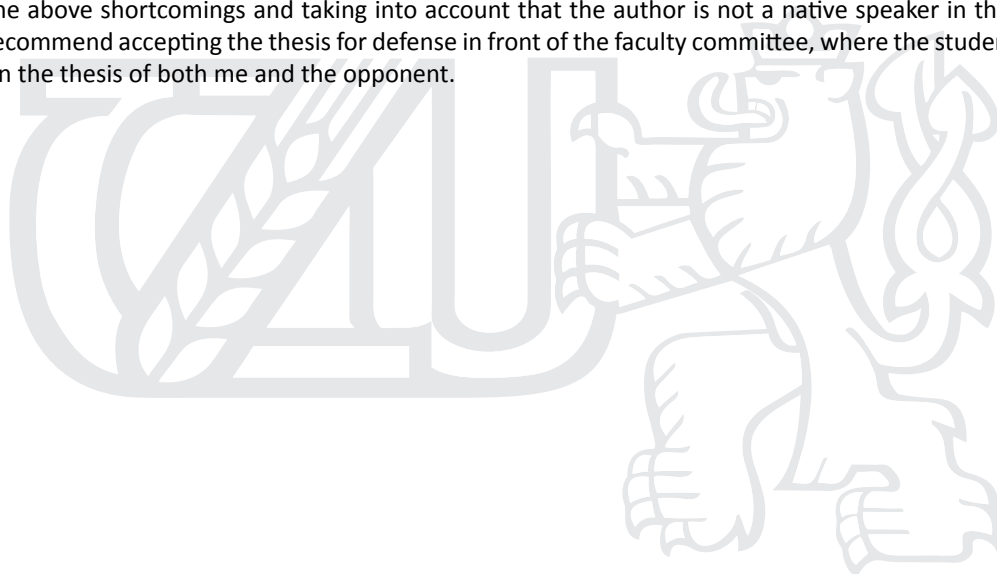 he above shortcomings and taking into account that the author is not a native speaker in th
ecommend accepting the thesis for defense in front of the faculty committee, where the studen
n the thesis of both me and the opponent.
CZU